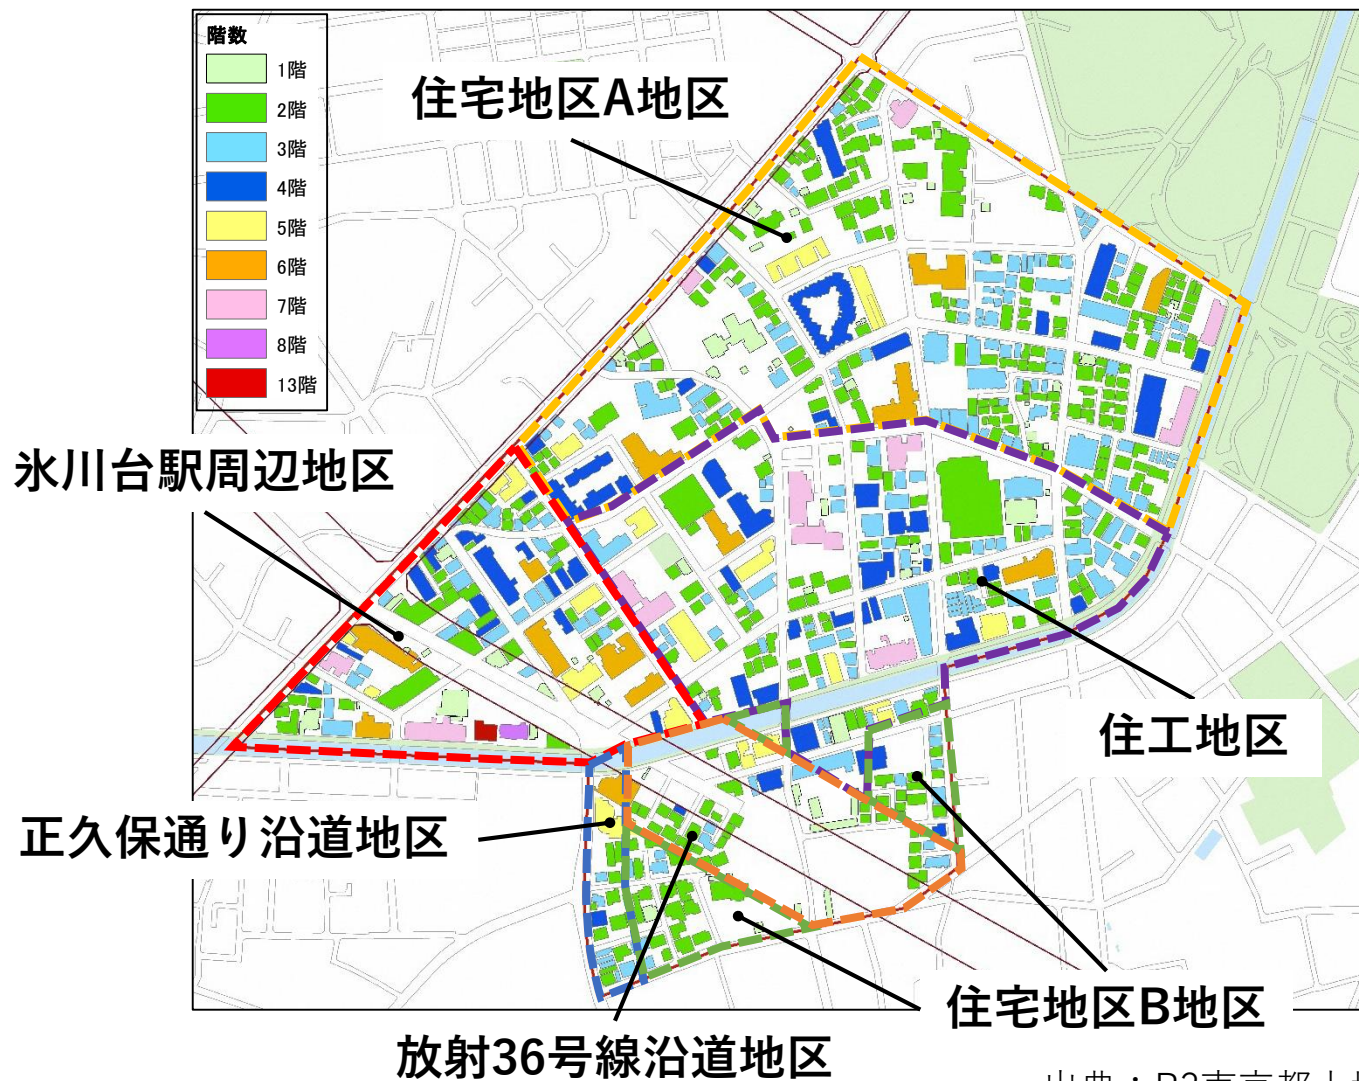 階数
1階
2階
3階
4階
5階
6階
7階
8階
13階
住宅地区A地区
氷川台駅周辺地区
住工地区
正久保通り沿道地区
住宅地区B地区
放射36号線沿道地区